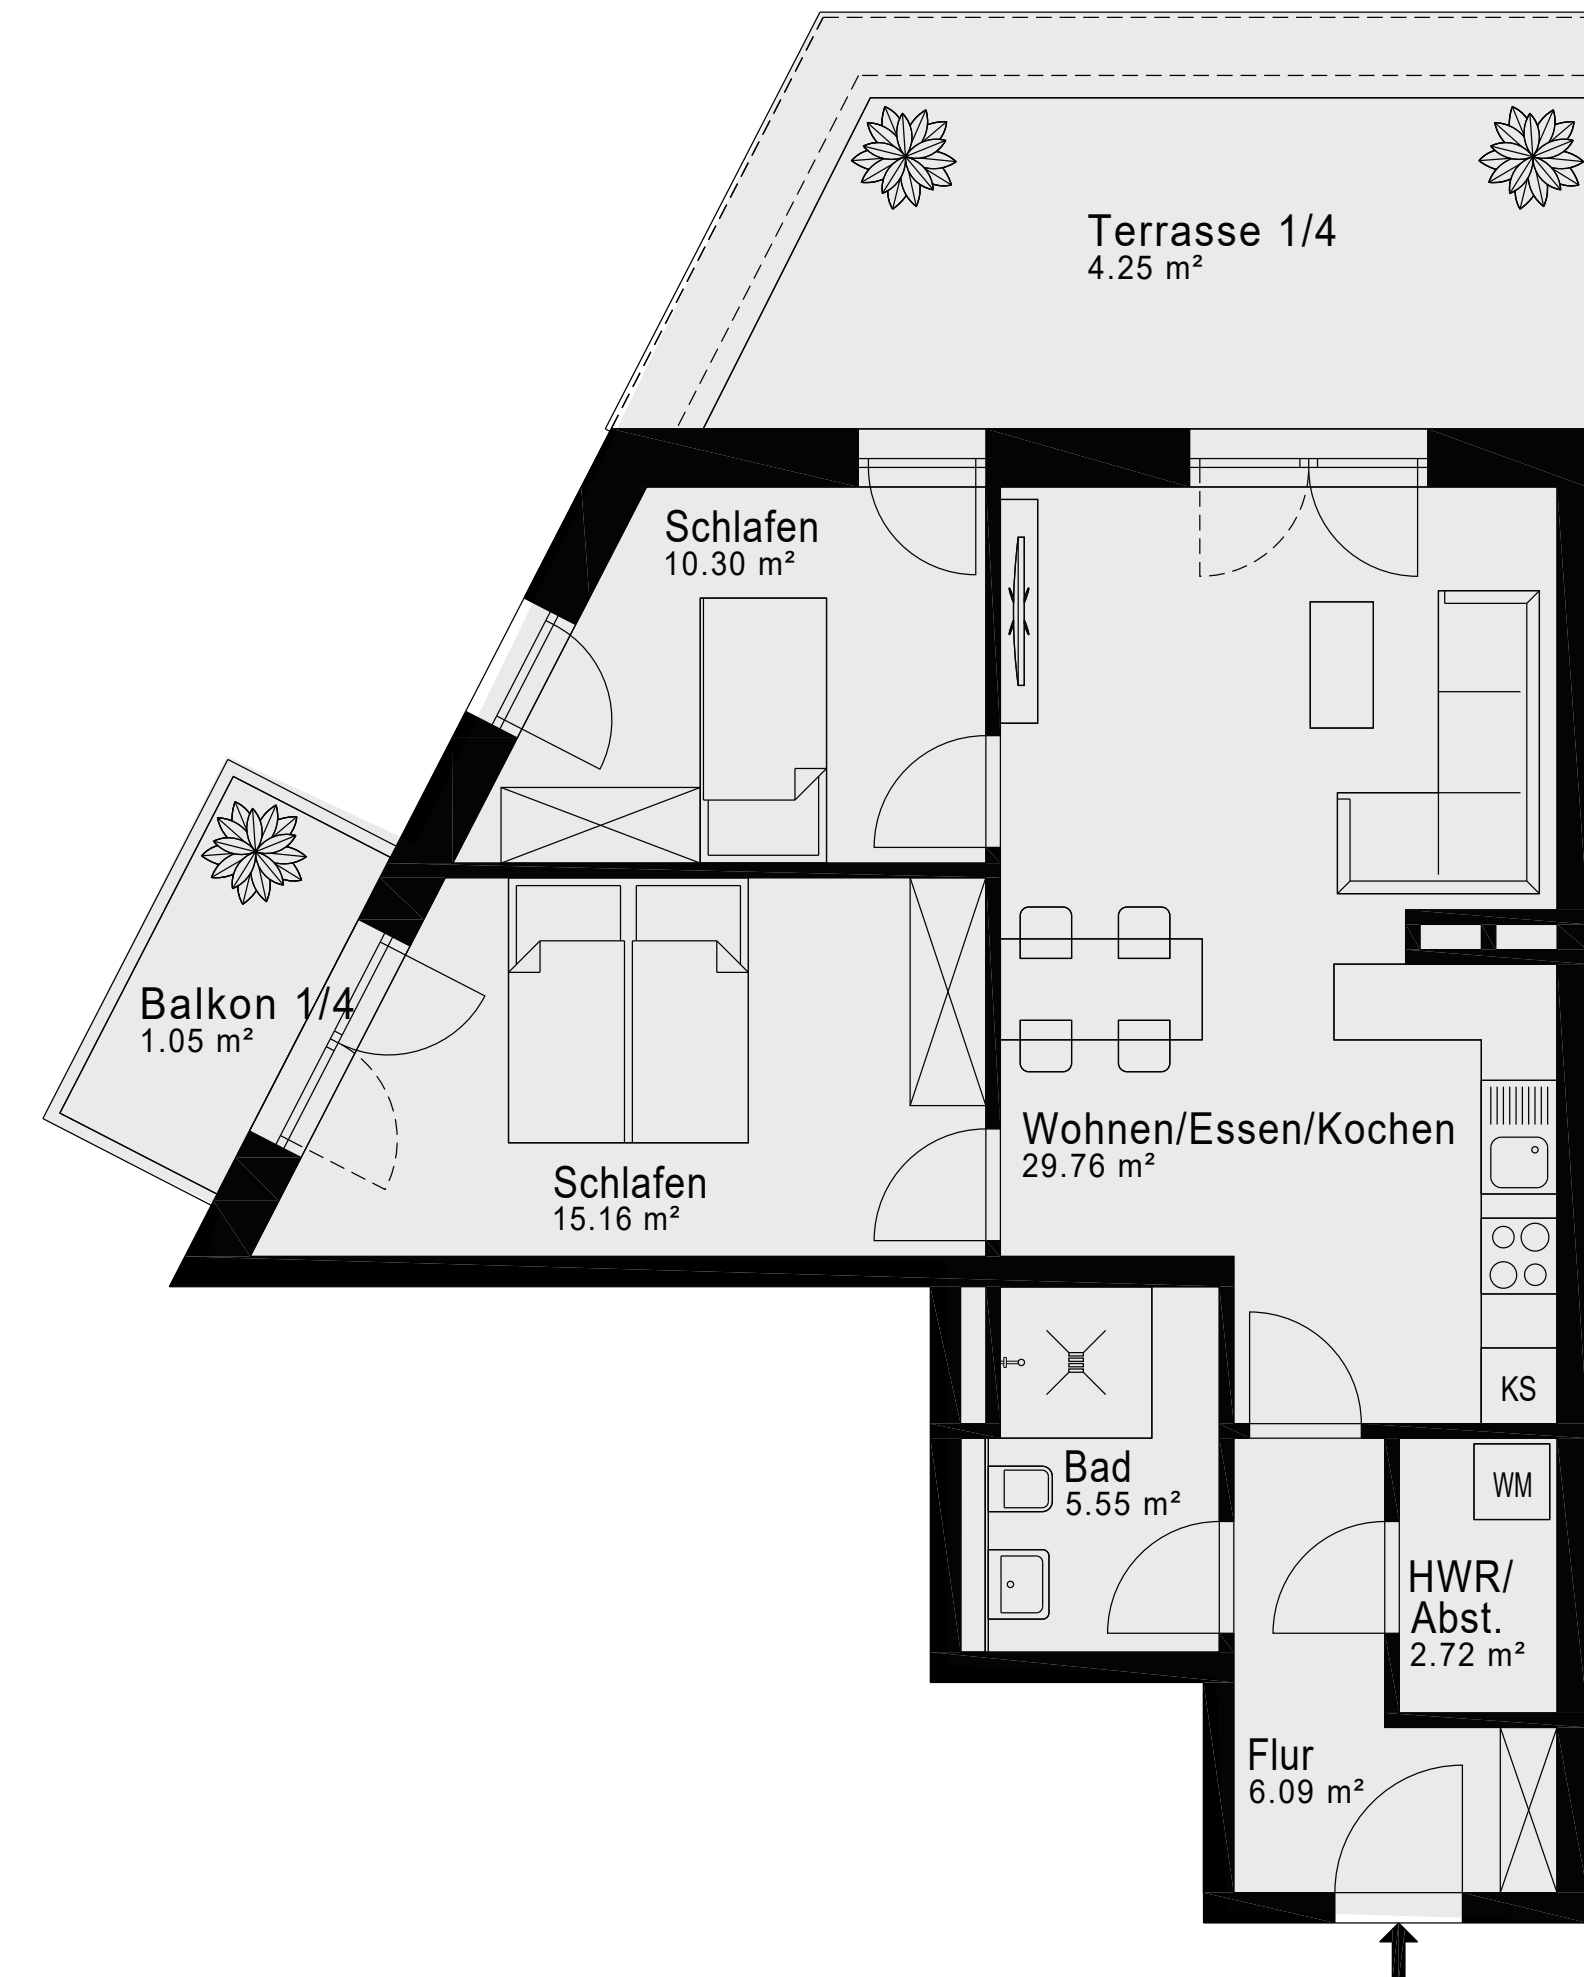 Terrasse 1/4
4.25 m²
Schlafen
10.30 m²
Balkon 1/4
1.05 m²
Wohnen/Essen/Kochen
29.76 m²
Schlafen
15.16 m²
KS
Bad
5.55 m²
WM
HWR/
Abst.
2.72 m²
Flur
6.09 m²